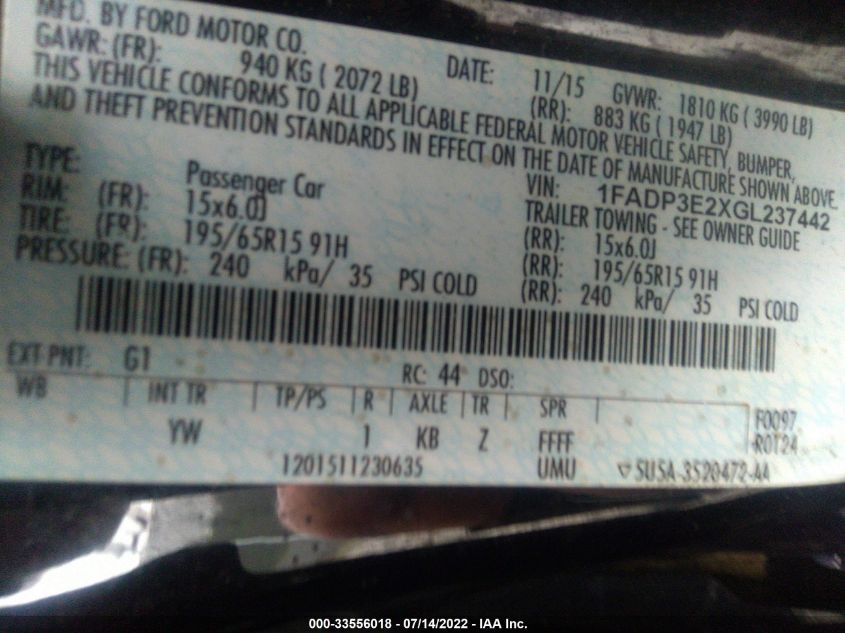 MFD. BY FORD MOTOR CO.
DATE: 11/15 GVWR: 1810 KG ( 3990 LB)
GAWR: (FR): 940 KG ( 2072 LB) (RR): 883 KG ( 1947 LB)
THIS VEHICLE CONFORMS TO ALL APPLICABLE FEDERAL MOTOR VEHICLE SAFETY, BUMPER,
AND THEFT PREVENTION STANDARDS IN EFFECT ON THE DATE OF MANUFACTURE SHOWN ABOVE.
VIN: 1FADP3E2XGL237442
TYPE: Passenger Car TRAILER TOWING - SEE OWNER GUIDE
RIM: (FR): 15x6.0J (RR): 15x6.0J
TIRE: (FR): 195/65R15 91H (RR): 195/65R15 91H
PRESSURE: (FR): 240 kPa/ 35 PSI COLD (RR): 240 kPa/ 35 PSI COLD
EXT PNT: G1 RC: 44 DSO:
WB INT TR TP/PS R AXLE TR SPR F0097
YW 1 KB Z FFFF ROT24
1201511230635 UMU ▽ SU5A-3520472-AA
000-33556018 - 07/14/2022 - IAA Inc.